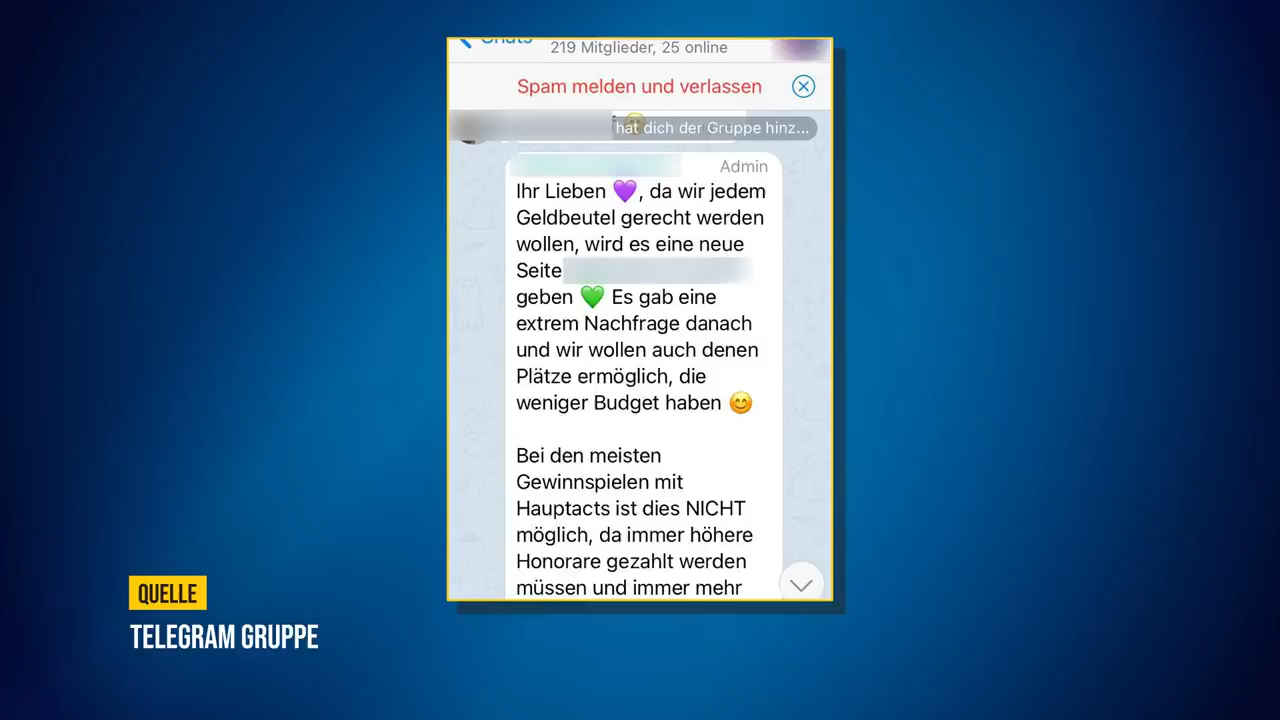 Chats
219 Mitglieder, 25 online
Spam melden und verlassen
hat dich der Gruppe hinz...
Admin
Ihr Lieben 💜, da wir jedem
Geldbeutel gerecht werden
wollen, wird es eine neue
Seite
geben 💚 Es gab eine
extrem Nachfrage danach
und wir wollen auch denen
Plätze ermöglich, die
weniger Budget haben 😊
Bei den meisten
Gewinnspielen mit
Hauptacts ist dies NICHT
möglich, da immer höhere
Honorare gezahlt werden
müssen und immer mehr
QUELLE
TELEGRAM GRUPPE